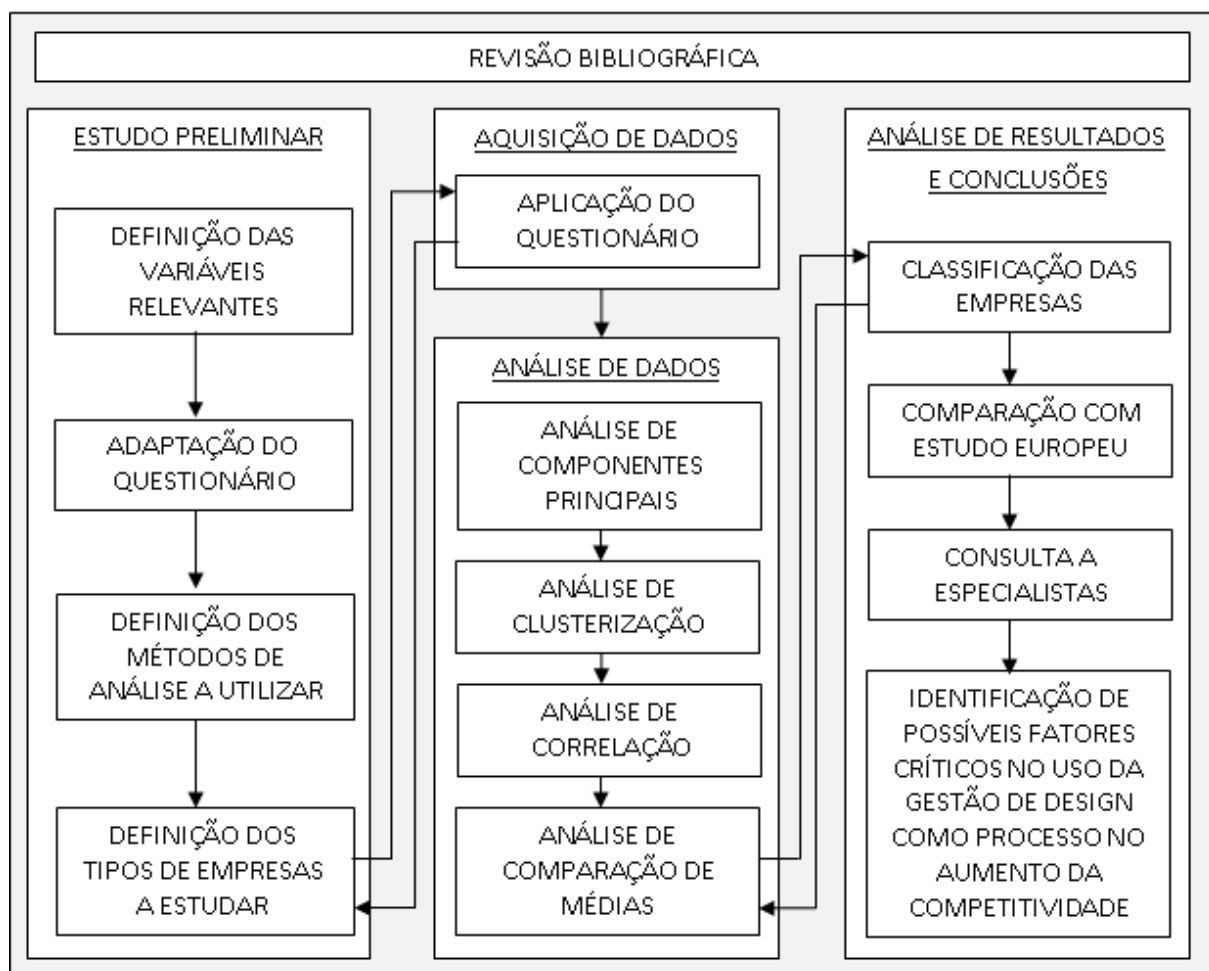 REVISÃO BIBLIOGRÁFICA
ESTUDO PRELIMINAR
DEFINIÇÃO DAS
VARIÁVEIS
RELEVANTES
ADAPTAÇÃO DO
QUESTIONÁRIO
DEFINIÇÃO DOS
MÉTODOS DE
ANÁLISE A UTILIZAR
DEFINIÇÃO DOS
TIPOS DE EMPRESAS
A ESTUDAR
AQUISIÇÃO DE DADOS
APLICAÇÃO DO
QUESTIONÁRIO
ANÁLISE DE DADOS
ANÁLISE DE
COMPONENTES
PRINCIPAIS
ANÁLISE DE
CLUSTERIZAÇÃO
ANÁLISE DE
CORRELAÇÃO
ANÁLISE DE
COMPARAÇÃO DE
MÉDIAS
ANÁLISE DE RESULTADOS
E CONCLUSÕES
CLASSIFICAÇÃO DAS
EMPRESAS
COMPARAÇÃO COM
ESTUDO EUROPEU
CONSULTA A
ESPECIALISTAS
IDENTIFICAÇÃO DE
POSSÍVEIS FATORES
CRÍTICOS NO USO DA
GESTÃO DE DESIGN
COMO PROCESSO NO
AUMENTO DA
COMPETITIVIDADE